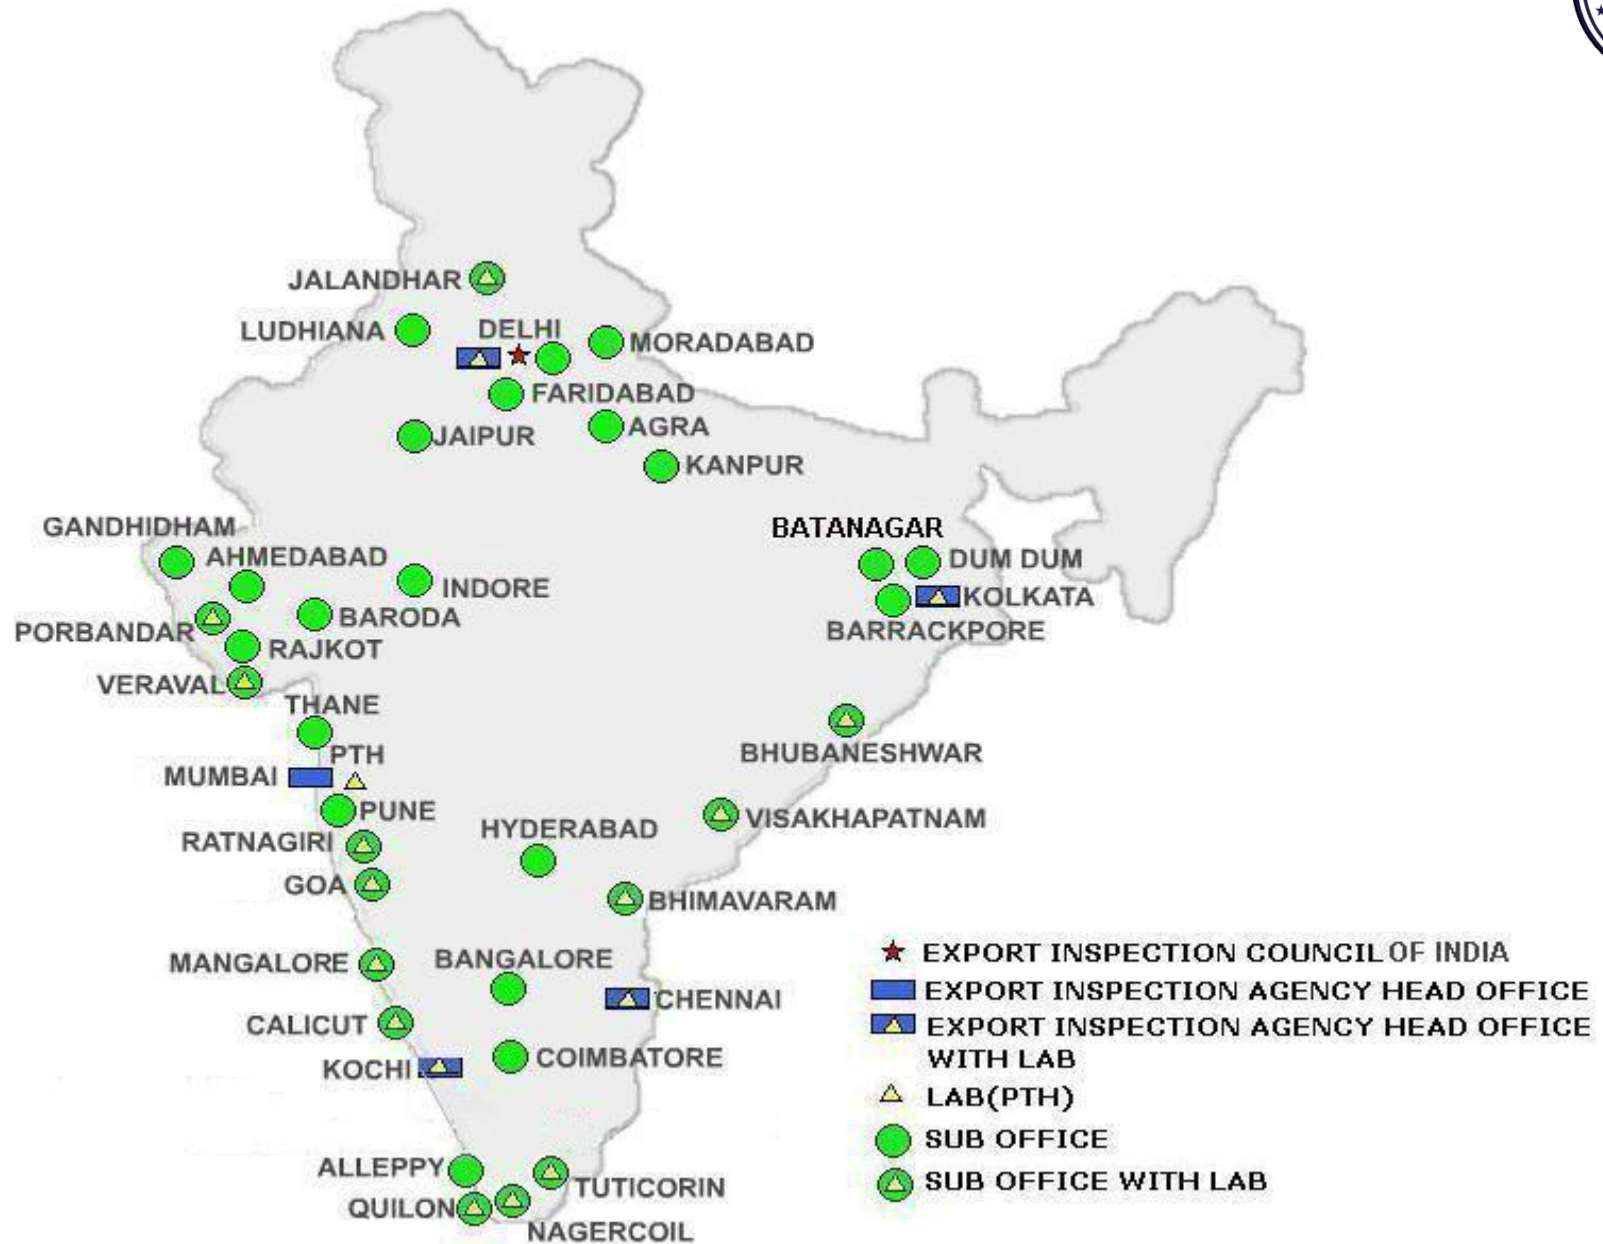 JALANDHAR
LUDHIANA
DELHI
MORADABAD
FARIDABAD
AGRA
JAIPUR
KANPUR
GANDHIDHAM
AHMEDABAD
BATANAGAR
DUM DUM
INDORE
KOLKATA
BARODA
PORBANDAR
BARRACKPORE
RAJKOT
VERAVAL
THANE
PTH
BHUBANESHWAR
MUMBAI
PUNE
VISAKHAPATNAM
HYDERABAD
RATNAGIRI
GOA
BHIMAVARAM
MANGALORE
BANGALORE
CHENNAI
CALICUT
COIMBATORE
KOCHI
ALLEPPY
TUTICORIN
QUILON
NAGERCOIL
EXPORT INSPECTION COUNCIL OF INDIA
EXPORT INSPECTION AGENCY HEAD OFFICE
EXPORT INSPECTION AGENCY HEAD OFFICE
WITH LAB
LAB(PTH)
SUB OFFICE
SUB OFFICE WITH LAB